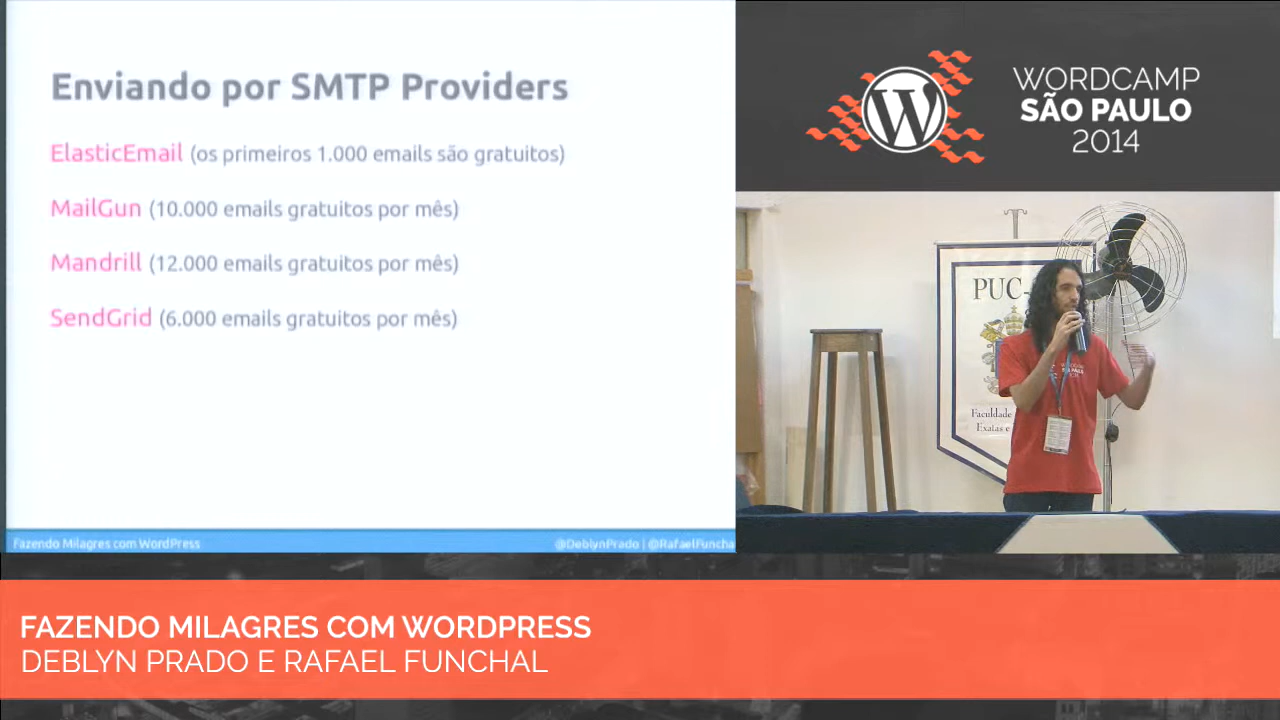 Enviando por SMTP Providers
ElasticEmail (os primeiros 1.000 emails são gratuitos)
MailGun (10.000 emails gratuitos por mês)
Mandrill (12.000 emails gratuitos por mês)
SendGrid (6.000 emails gratuitos por mês)
Fazendo Milagres com WordPress
@DeblynPrado | @RafaelFuncha
WORDCAMP
SÃO PAULO
2014
PUC-
Faculdade
Exatas e
FAZENDO MILAGRES COM WORDPRESS
DEBLYN PRADO E RAFAEL FUNCHAL